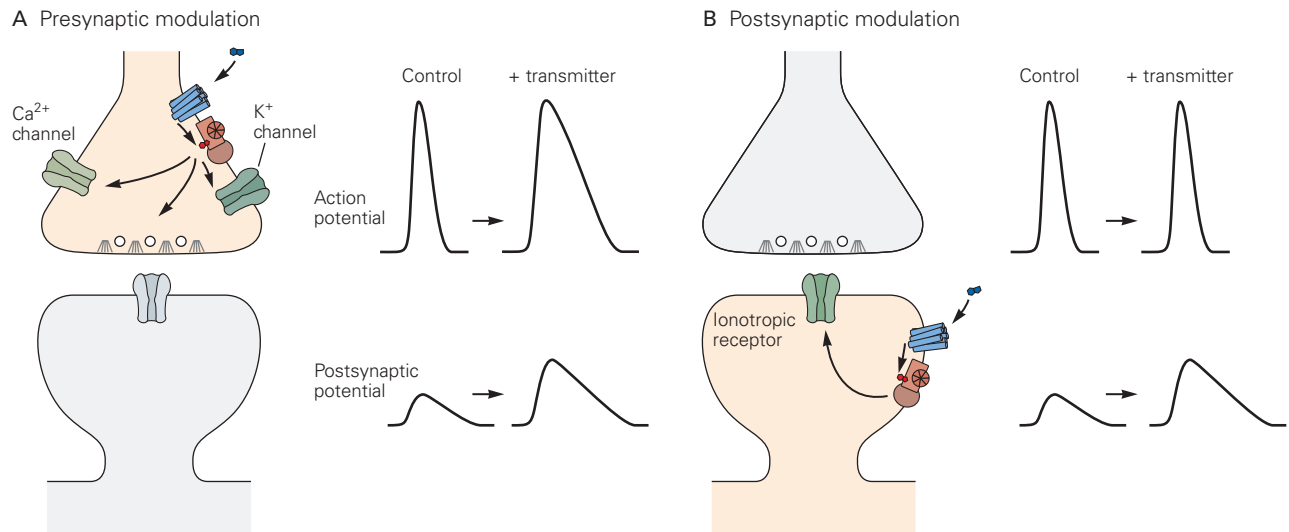 A Presynaptic modulation
Control
+ transmitter
Ca²⁺
channel
K⁺
channel
Action
potential
Postsynaptic
potential
B Postsynaptic modulation
Control
+ transmitter
Ionotropic
receptor